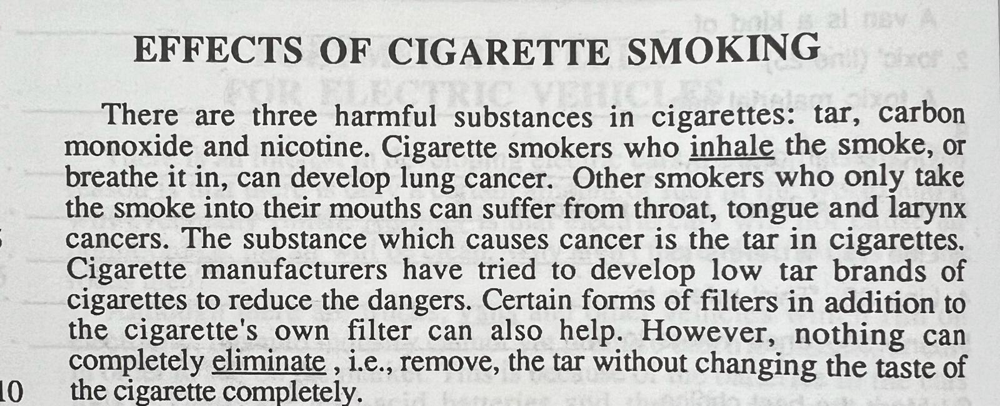 EFFECTS OF CIGARETTE SMOKING
There are three harmful substances in cigarettes: tar, carbon
monoxide and nicotine. Cigarette smokers who inhale the smoke, or
breathe it in, can develop lung cancer. Other smokers who only take
the smoke into their mouths can suffer from throat, tongue and larynx
cancers. The substance which causes cancer is the tar in cigarettes.
Cigarette manufacturers have tried to develop low tar brands of
cigarettes to reduce the dangers. Certain forms of filters in addition to
the cigarette's own filter can also help. However, nothing can
completely eliminate , i.e., remove, the tar without changing the taste of
10 the cigarette completely.